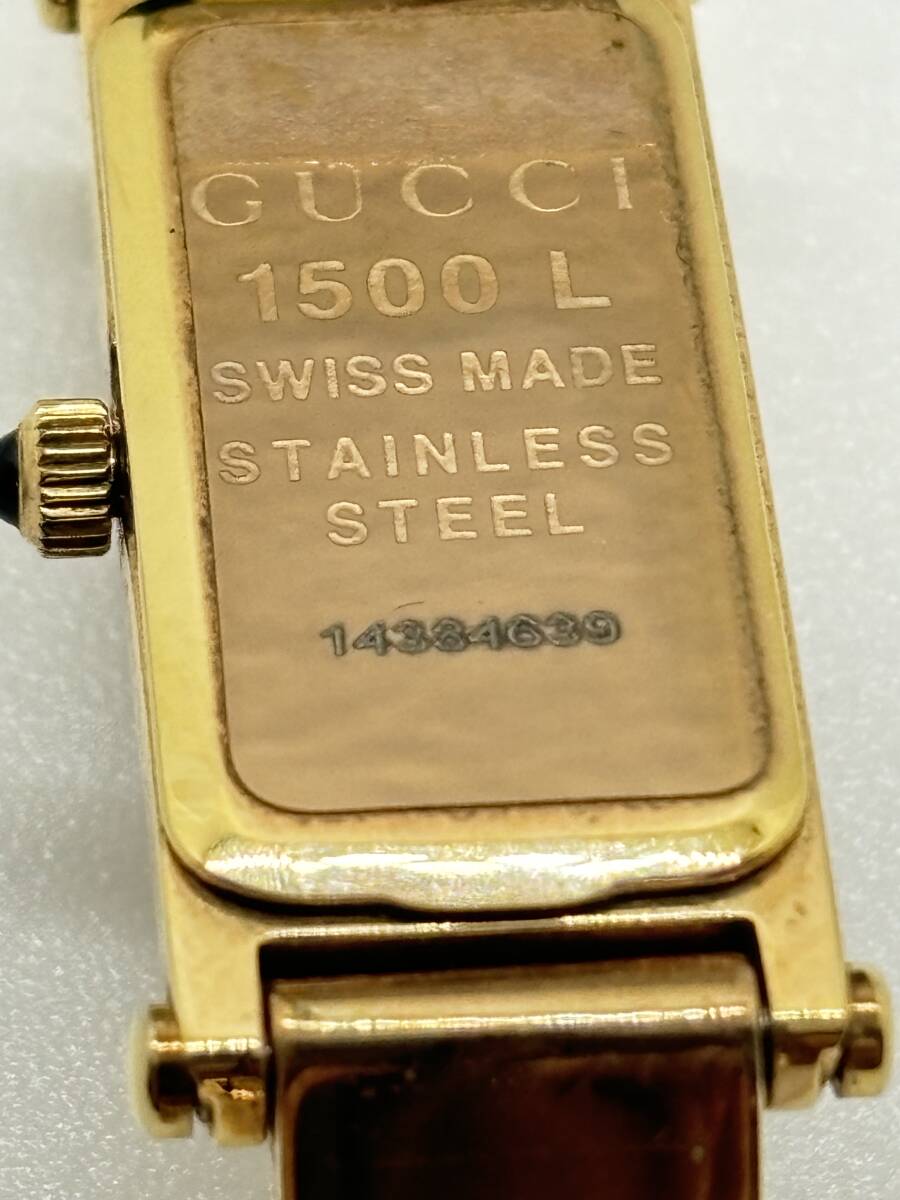 GUCCI
1500 L
SWISS MADE
STAINLESS
STEEL
14384639